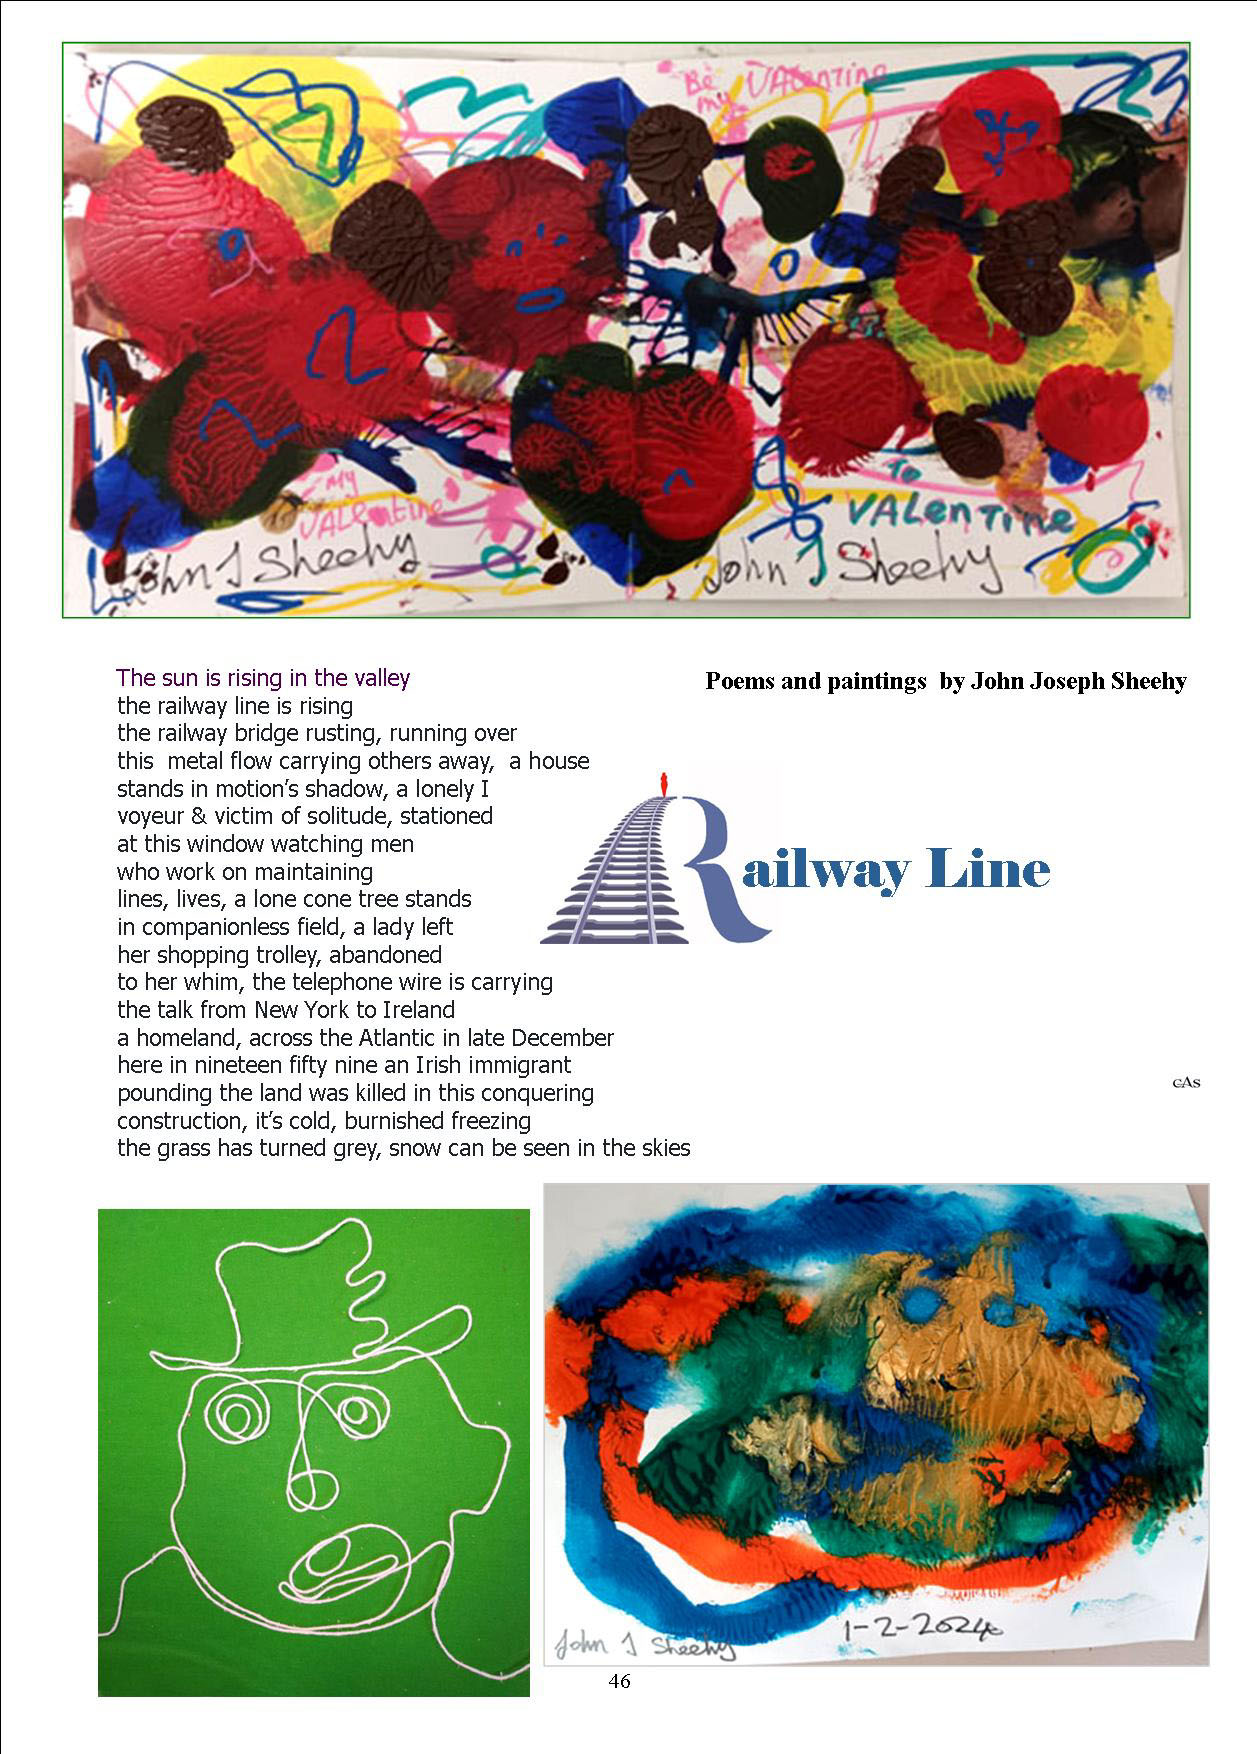 Be VALentine
my
MY
VALentine
To
VALenTine
John J Sheehy
John J Sheehy
Poems and paintings  by John Joseph Sheehy
Railway Line
The sun is rising in the valley
the railway line is rising
the railway bridge rusting, running over
this  metal flow carrying others away,  a house
stands in motion’s shadow, a lonely I
voyeur & victim of solitude, stationed
at this window watching men
who work on maintaining
lines, lives, a lone cone tree stands
in companionless field, a lady left
her shopping trolley, abandoned
to her whim, the telephone wire is carrying
the talk from New York to Ireland
a homeland, across the Atlantic in late December
here in nineteen fifty nine an Irish immigrant
pounding the land was killed in this conquering
construction, it’s cold, burnished freezing
the grass has turned grey, snow can be seen in the skies
cAs
John J Sheehy
1-2-2024
46